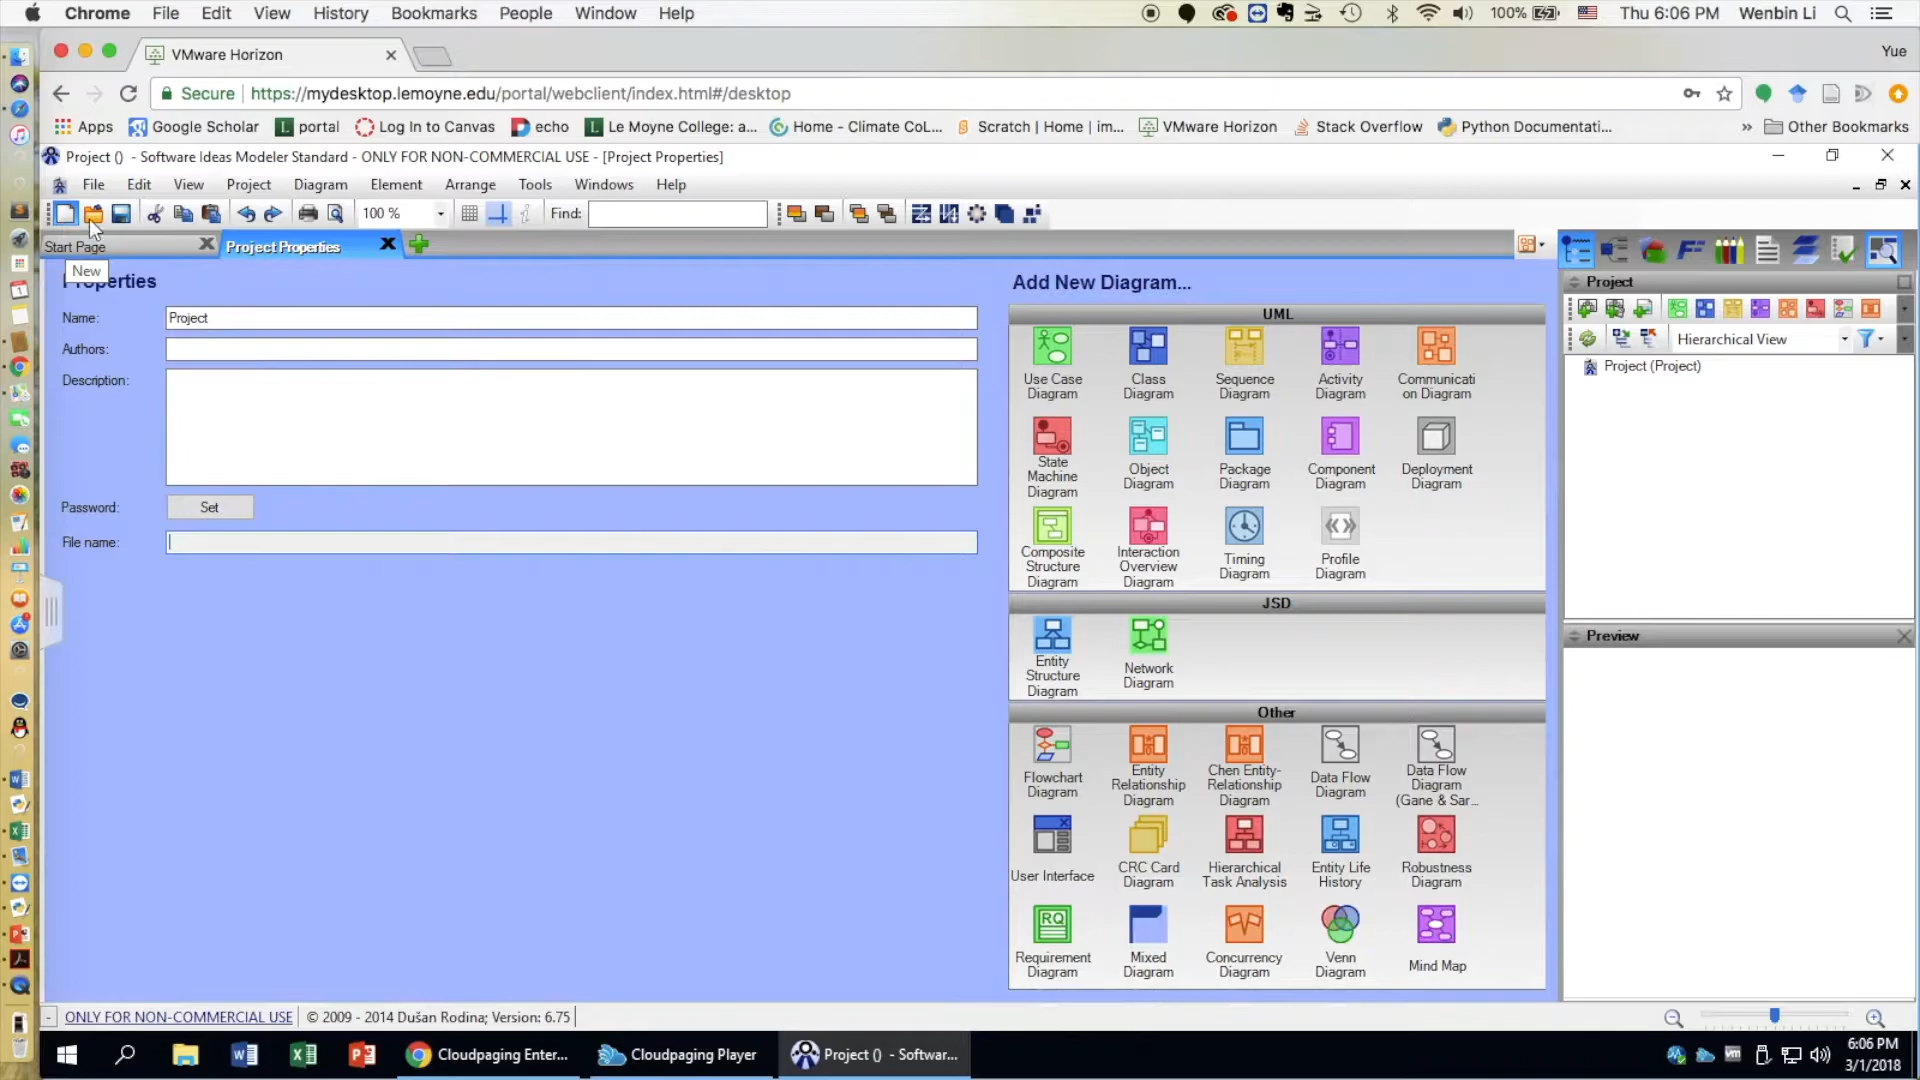 Chrome File Edit View History Bookmarks People Window Help 100% Thu 6:06 PM Wenbin Li
VMware Horizon Yue
Secure https://mydesktop.lemoyne.edu/portal/webclient/index.html#/desktop
Apps Google Scholar portal Log In to Canvas echo Le Moyne College: a... Home - Climate CoL... Scratch | Home | im... VMware Horizon Stack Overflow Python Documentati... » Other Bookmarks
Project () - Software Ideas Modeler Standard - ONLY FOR NON-COMMERCIAL USE - [Project Properties]
File Edit View Project Diagram Element Arrange Tools Windows Help
100 % Find:
Start Page Project Properties
New
Properties
Name: Project
Authors:
Description:
Password: Set
File name:
Add New Diagram...
UML
Use Case Diagram
Class Diagram
Sequence Diagram
Activity Diagram
Communicati on Diagram
State Machine Diagram
Object Diagram
Package Diagram
Component Diagram
Deployment Diagram
Composite Structure Diagram
Interaction Overview Diagram
Timing Diagram
Profile Diagram
JSD
Entity Structure Diagram
Network Diagram
Other
Flowchart Diagram
Entity Relationship Diagram
Chen Entity-Relationship Diagram
Data Flow Diagram
Data Flow Diagram (Gane & Sar...
User Interface
CRC Card Diagram
Hierarchical Task Analysis
Entity Life History
Robustness Diagram
RQ
Requirement Diagram
Mixed Diagram
Concurrency Diagram
Venn Diagram
Mind Map
Project
Hierarchical View
Project (Project)
Preview
ONLY FOR NON-COMMERCIAL USE © 2009 - 2014 Dušan Rodina; Version: 6.75
Cloudpaging Enter... Cloudpaging Player Project () - Softwar...
6:06 PM
3/1/2018